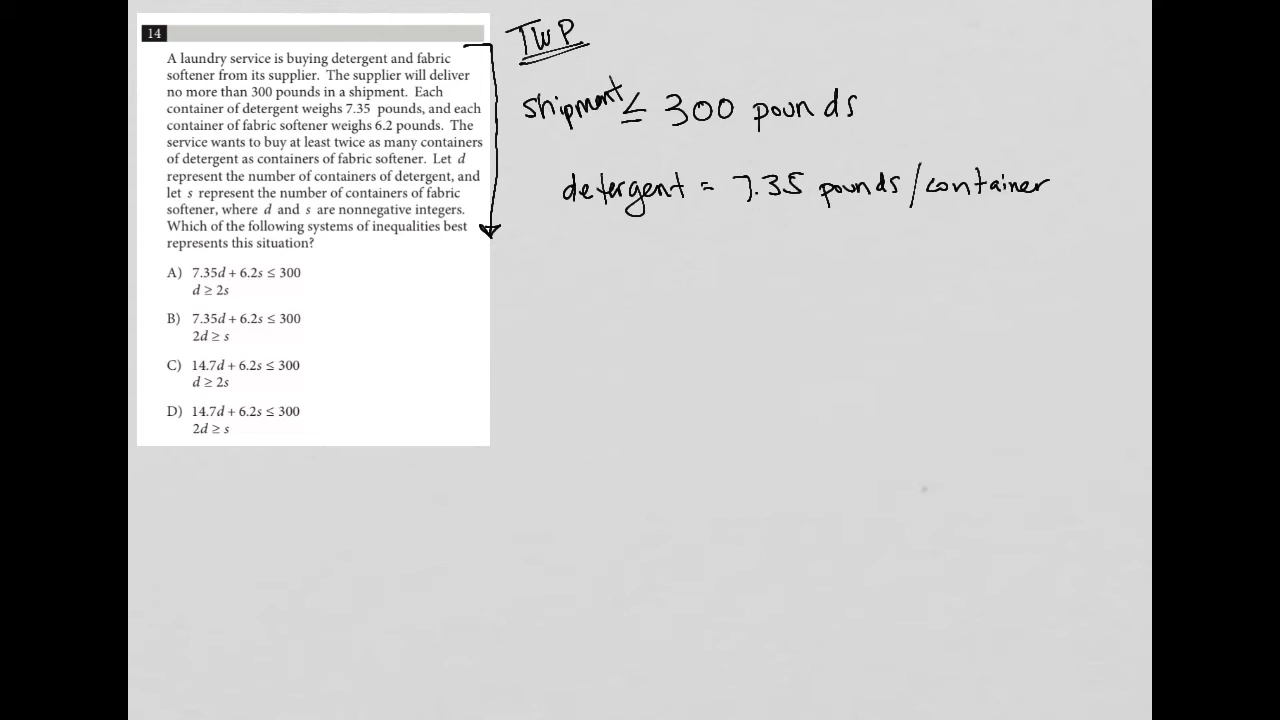 14
A laundry service is buying detergent and fabric
softener from its supplier. The supplier will deliver
no more than 300 pounds in a shipment. Each
container of detergent weighs 7.35 pounds, and each
container of fabric softener weighs 6.2 pounds. The
service wants to buy at least twice as many containers
of detergent as containers of fabric softener. Let d
represent the number of containers of detergent, and
let s represent the number of containers of fabric
softener, where d and s are nonnegative integers.
Which of the following systems of inequalities best
represents this situation?
A) 7.35d + 6.2s ≤ 300
d ≥ 2s
B) 7.35d + 6.2s ≤ 300
2d ≥ s
C) 14.7d + 6.2s ≤ 300
d ≥ 2s
D) 14.7d + 6.2s ≤ 300
2d ≥ s
TWP
shipment ≤ 300 pounds
detergent = 7.35 pounds/container